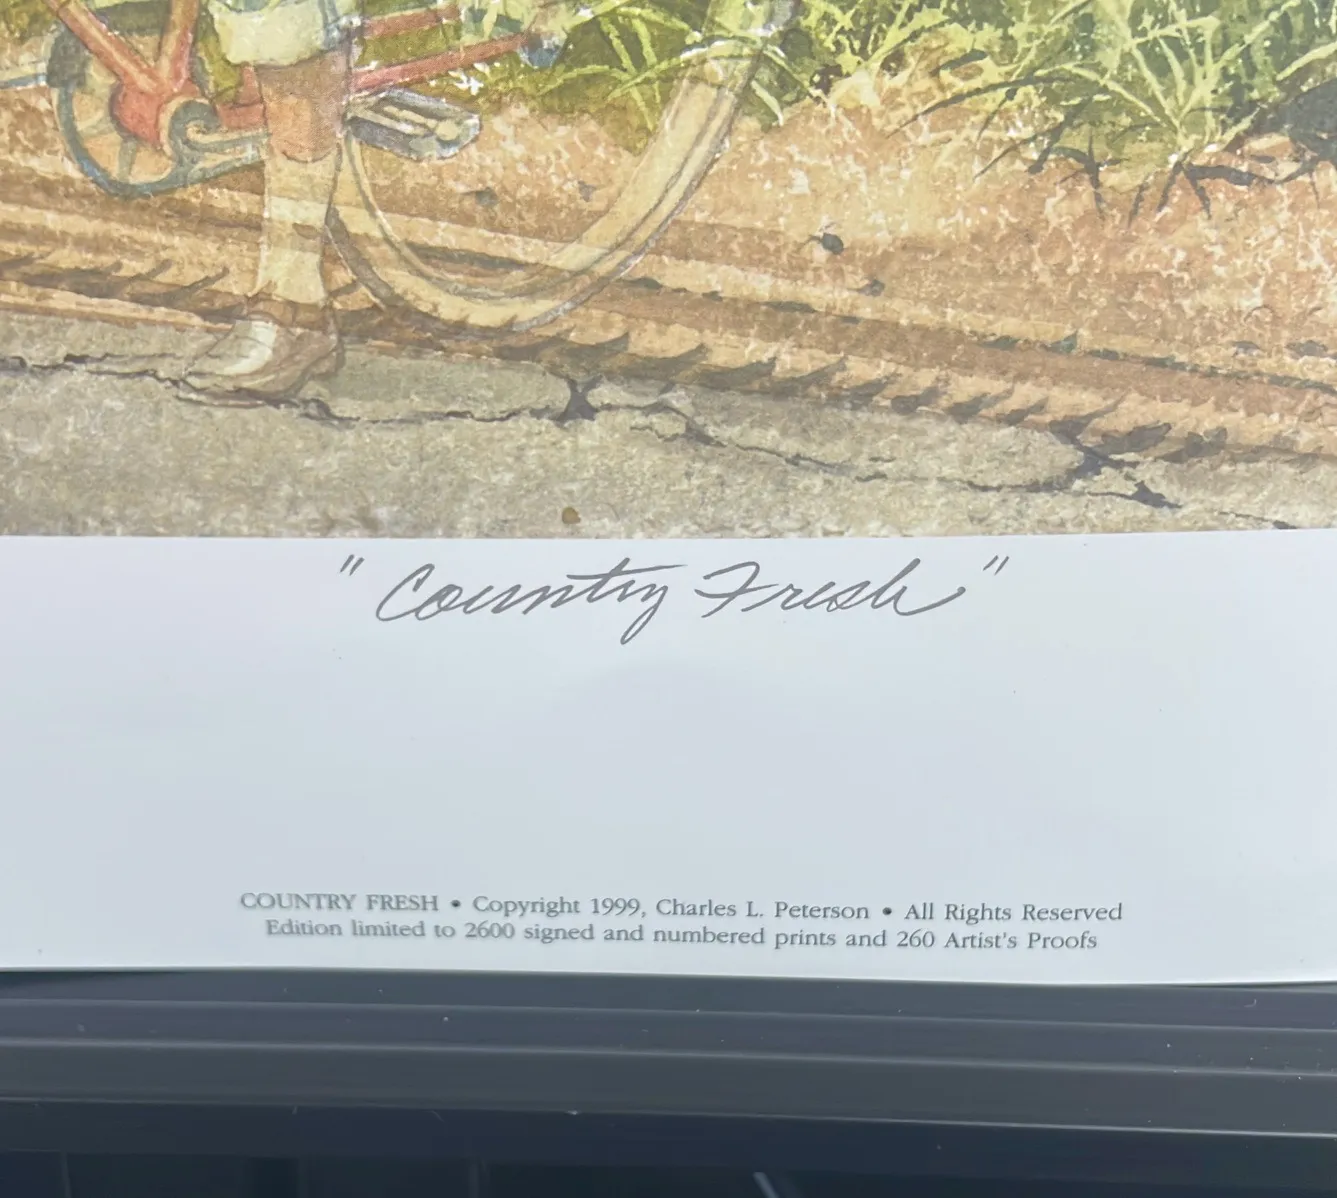 "Country Fresh"
COUNTRY FRESH • Copyright 1999, Charles L. Peterson • All Rights Reserved
Edition limited to 2600 signed and numbered prints and 260 Artist's Proofs